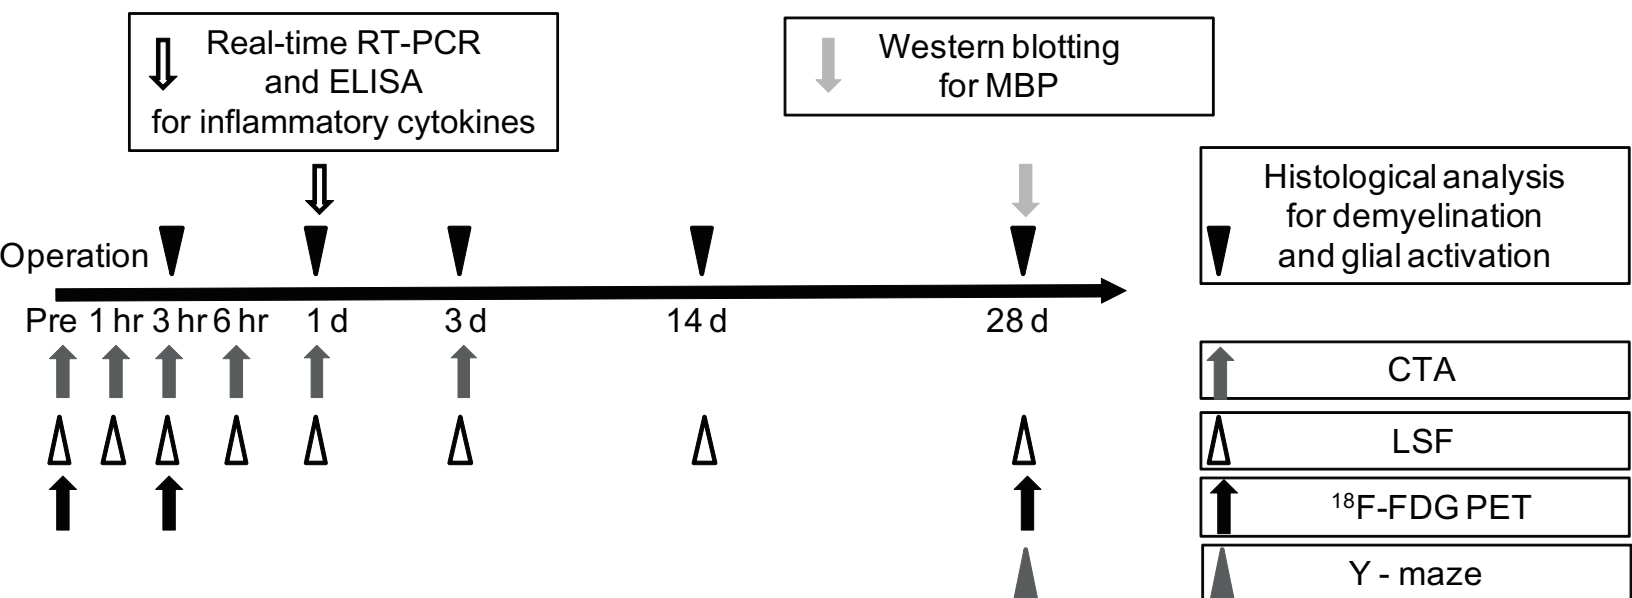 Real-time RT-PCR
and ELISA
for inflammatory cytokines
Western blotting
for MBP
Histological analysis
for demyelination
and glial activation
Operation
Pre 1 hr 3 hr 6 hr 1 d 3 d 14 d 28 d
CTA
LSF
¹⁸F-FDG PET
Y - maze